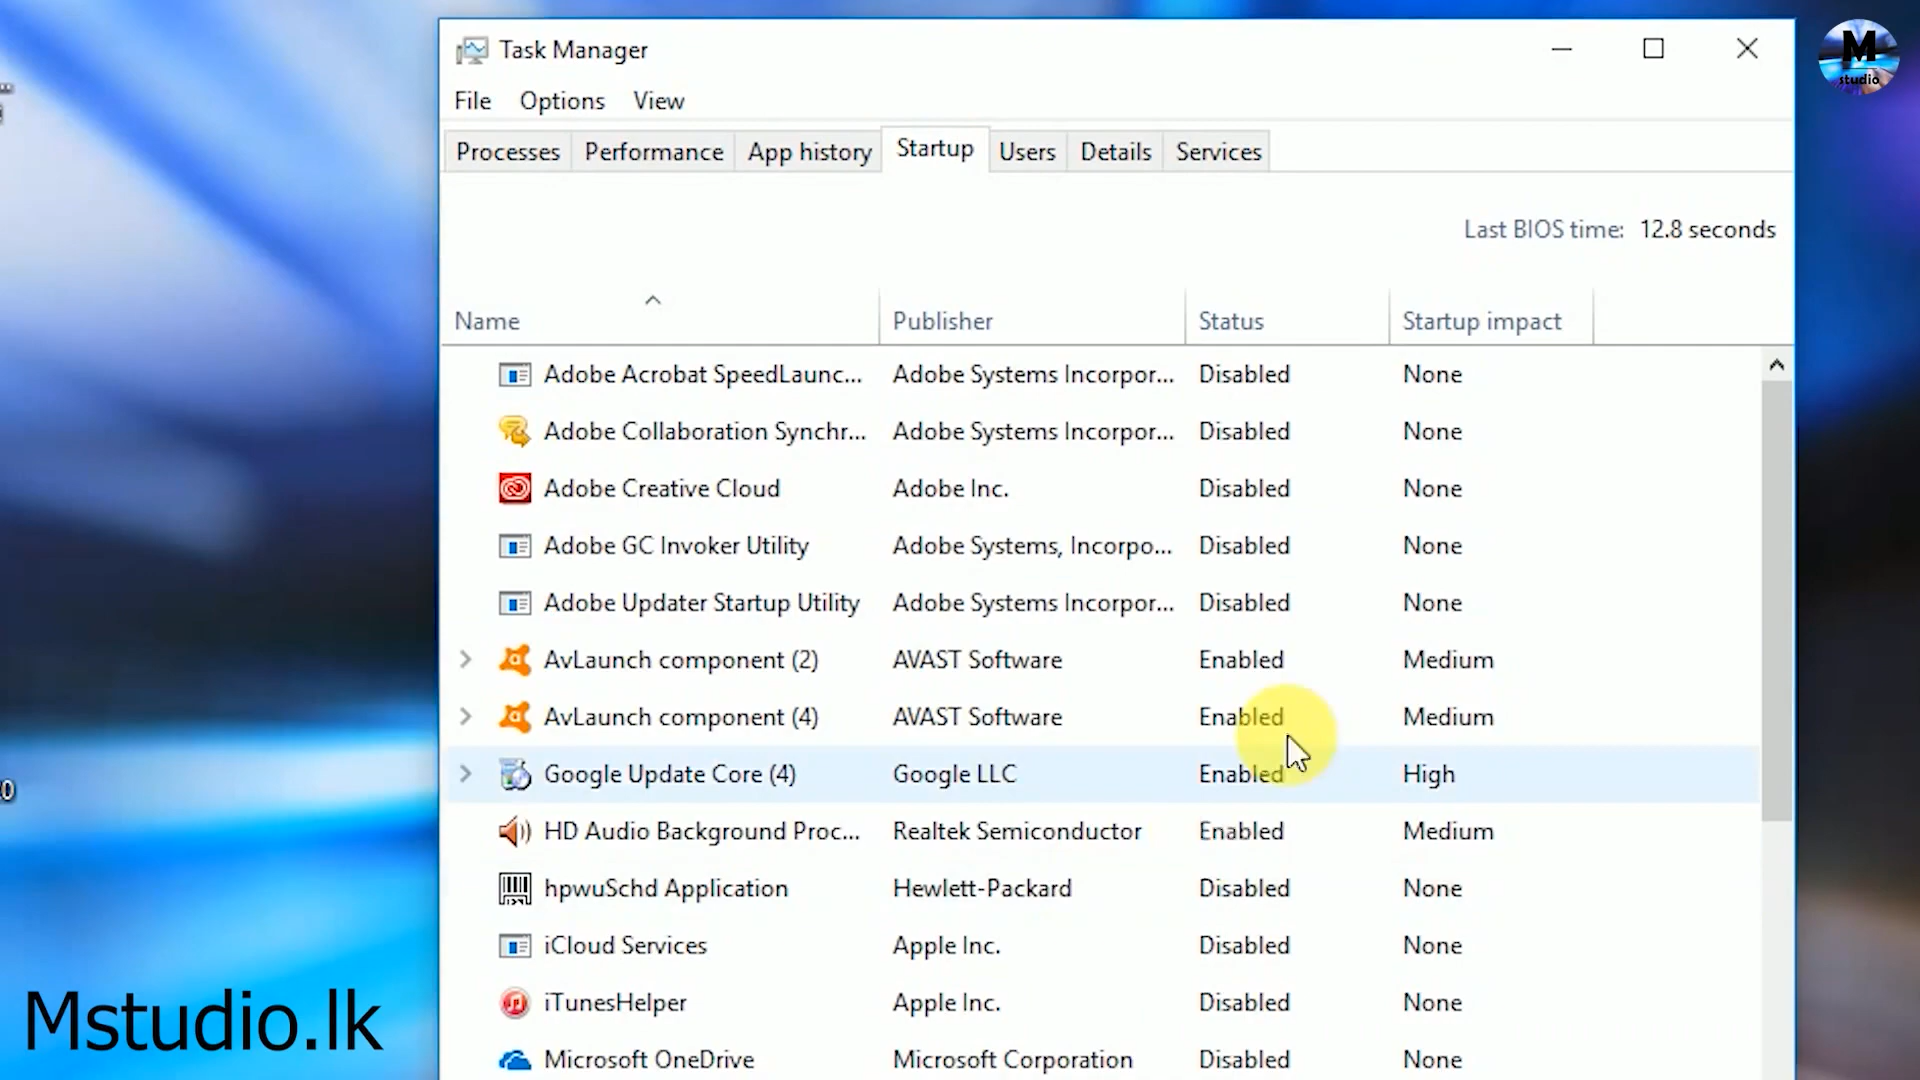 Task Manager
M
studio
File Options View
Processes Performance App history Startup Users Details Services
Last BIOS time: 12.8 seconds
Name Publisher Status Startup impact
Adobe Acrobat SpeedLaunc... Adobe Systems Incorpor... Disabled None
Adobe Collaboration Synchr... Adobe Systems Incorpor... Disabled None
Adobe Creative Cloud Adobe Inc. Disabled None
Adobe GC Invoker Utility Adobe Systems, Incorpo... Disabled None
Adobe Updater Startup Utility Adobe Systems Incorpor... Disabled None
AvLaunch component (2) AVAST Software Enabled Medium
AvLaunch component (4) AVAST Software Enabled Medium
Google Update Core (4) Google LLC Enabled High
HD Audio Background Proc... Realtek Semiconductor Enabled Medium
hpwuSchd Application Hewlett-Packard Disabled None
iCloud Services Apple Inc. Disabled None
iTunesHelper Apple Inc. Disabled None
Microsoft OneDrive Microsoft Corporation Disabled None
Mstudio.lk